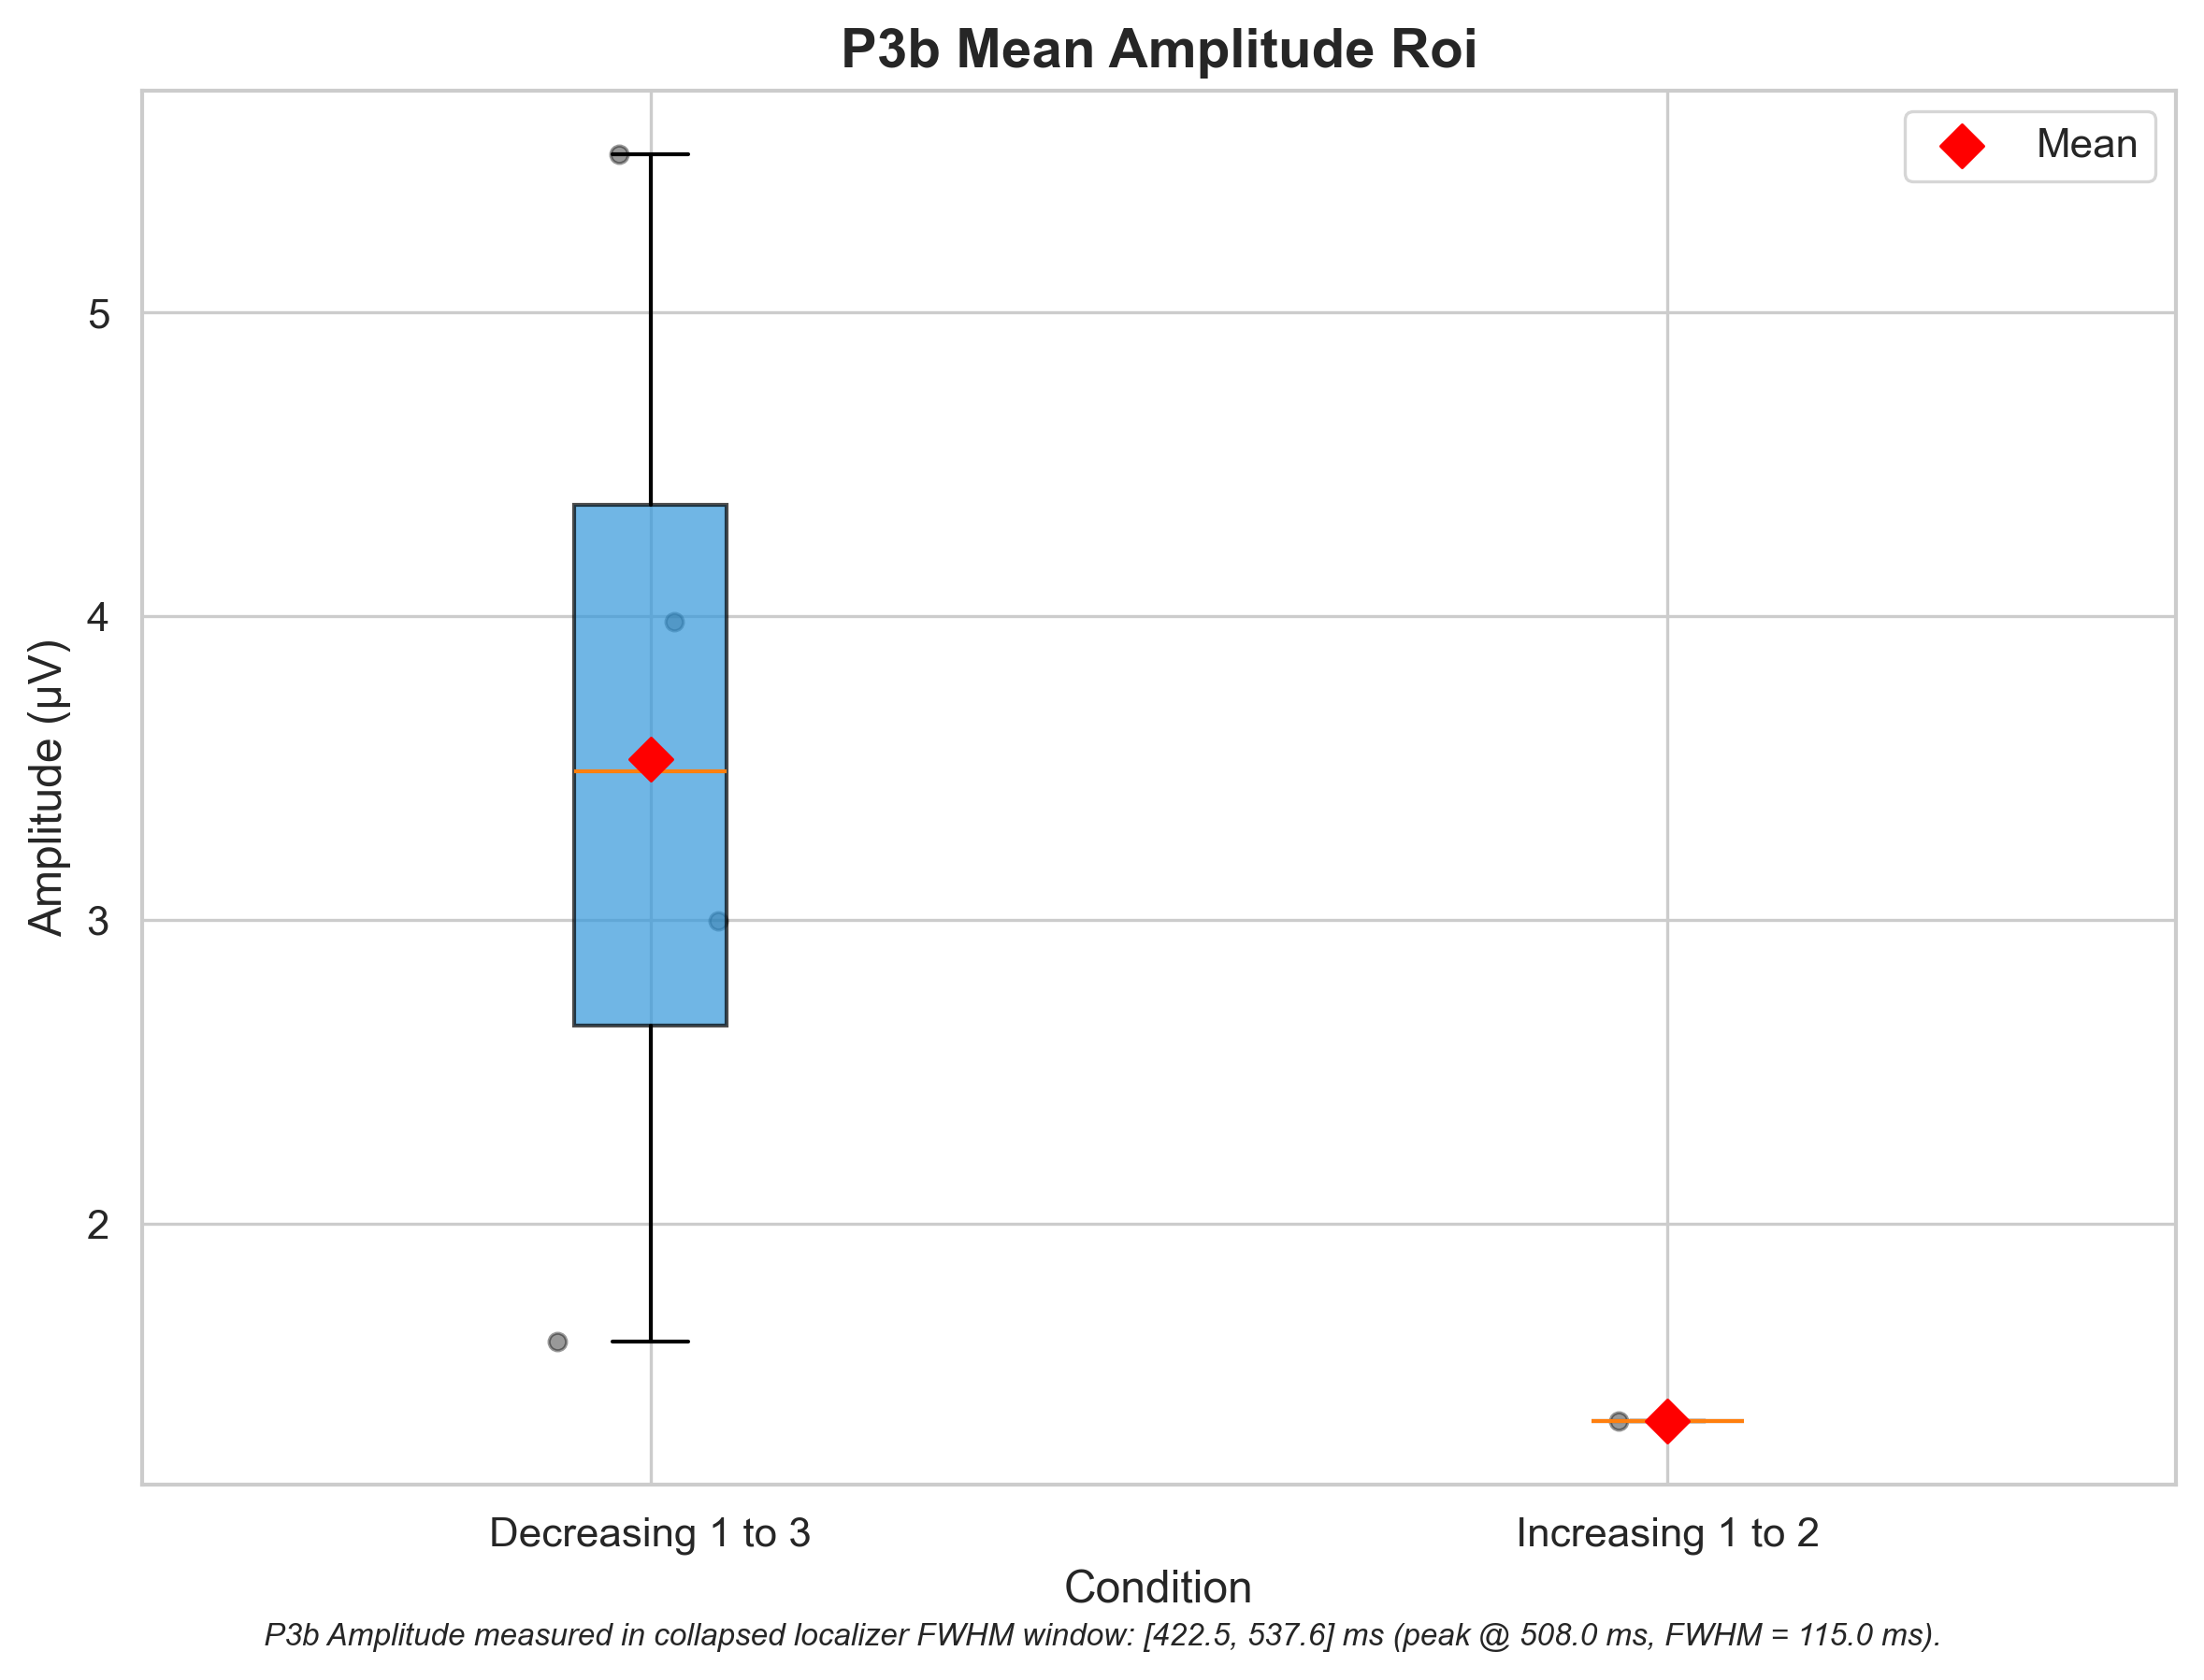 P3b Mean Amplitude Roi
Mean
5
4
3
2
Amplitude (µV)
Decreasing 1 to 3
Increasing 1 to 2
Condition
P3b Amplitude measured in collapsed localizer FWHM window: [422.5, 537.6] ms (peak @ 508.0 ms, FWHM = 115.0 ms).